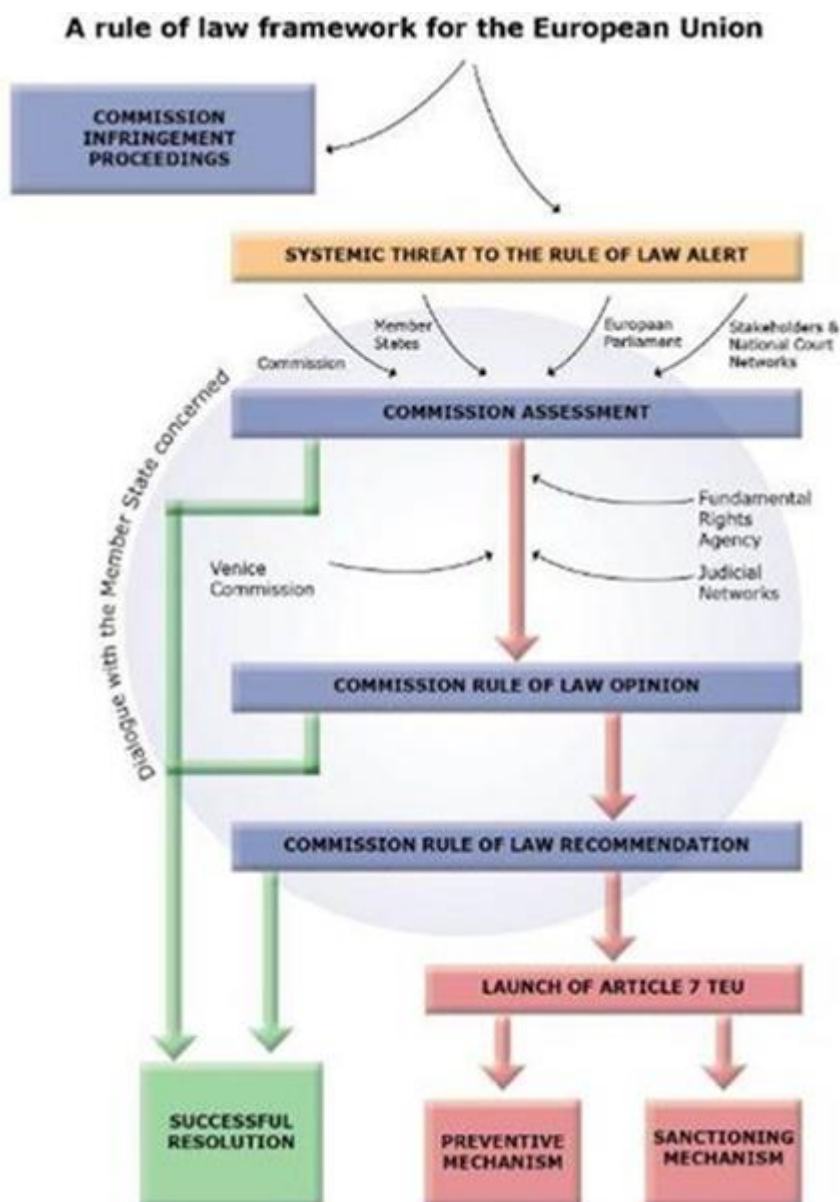 A rule of law framework for the European Union
COMMISSION
INFRINGEMENT
PROCEEDINGS
SYSTEMIC THREAT TO THE RULE OF LAW ALERT
Commission
Member
States
European
Parliament
Stakeholders &
National Court
Networks
Dialogue with the Member State concerned
COMMISSION ASSESSMENT
Fundamental
Rights
Agency
Venice
Commission
Judicial
Networks
COMMISSION RULE OF LAW OPINION
COMMISSION RULE OF LAW RECOMMENDATION
LAUNCH OF ARTICLE 7 TEU
SUCCESSFUL
RESOLUTION
PREVENTIVE
MECHANISM
SANCTIONING
MECHANISM